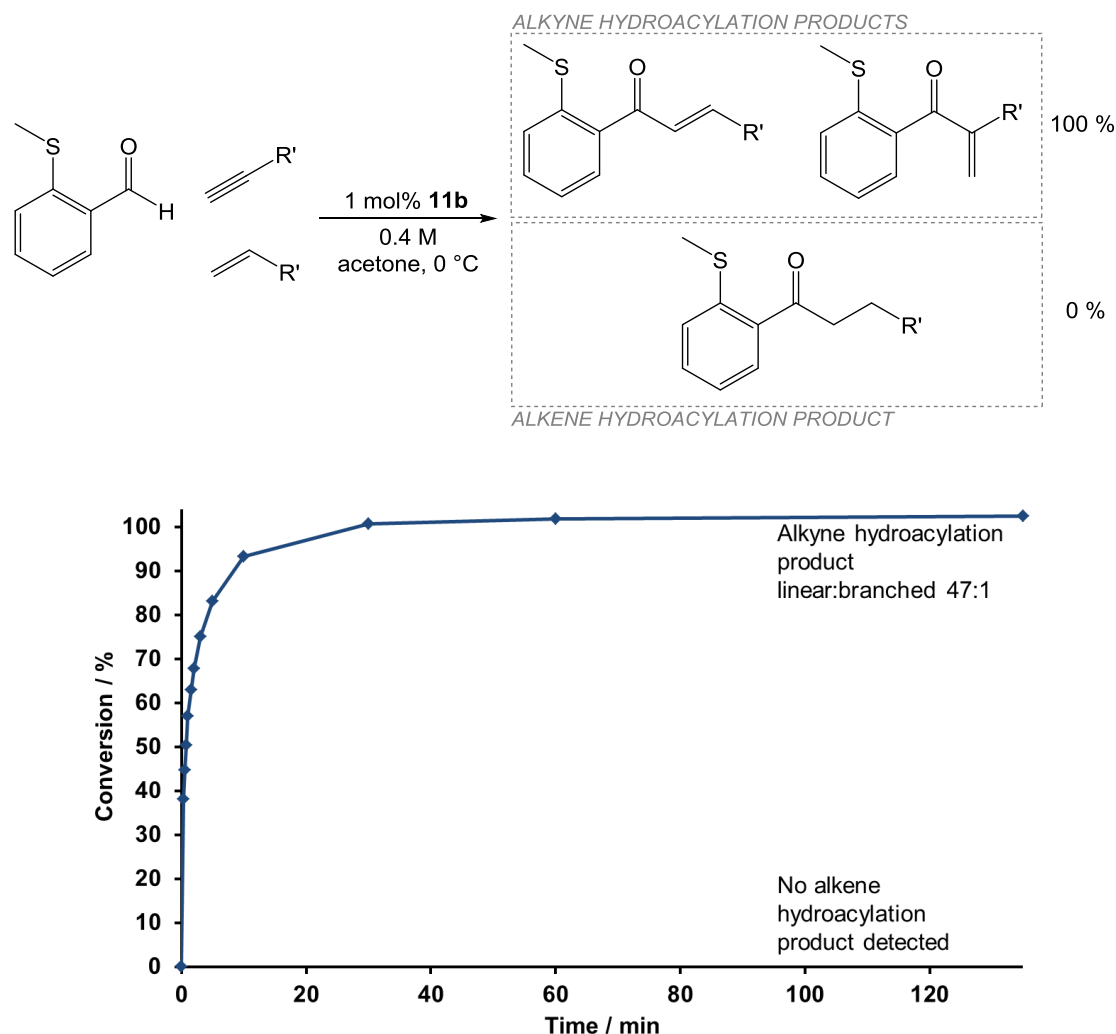 ALKYNE HYDROACYLATION PRODUCTS
S
O
R'
S
O
R'
100 %
S
O
H
R'
R'
1 mol% 11b
0.4 M
acetone, 0 °C
S
O
R'
0 %
ALKENE HYDROACYLATION PRODUCT
Conversion / %
100
90
80
70
60
50
40
30
20
10
0
Alkyne hydroacylation
product
linear:branched 47:1
No alkene
hydroacylation
product detected
0 20 40 60 80 100 120
Time / min